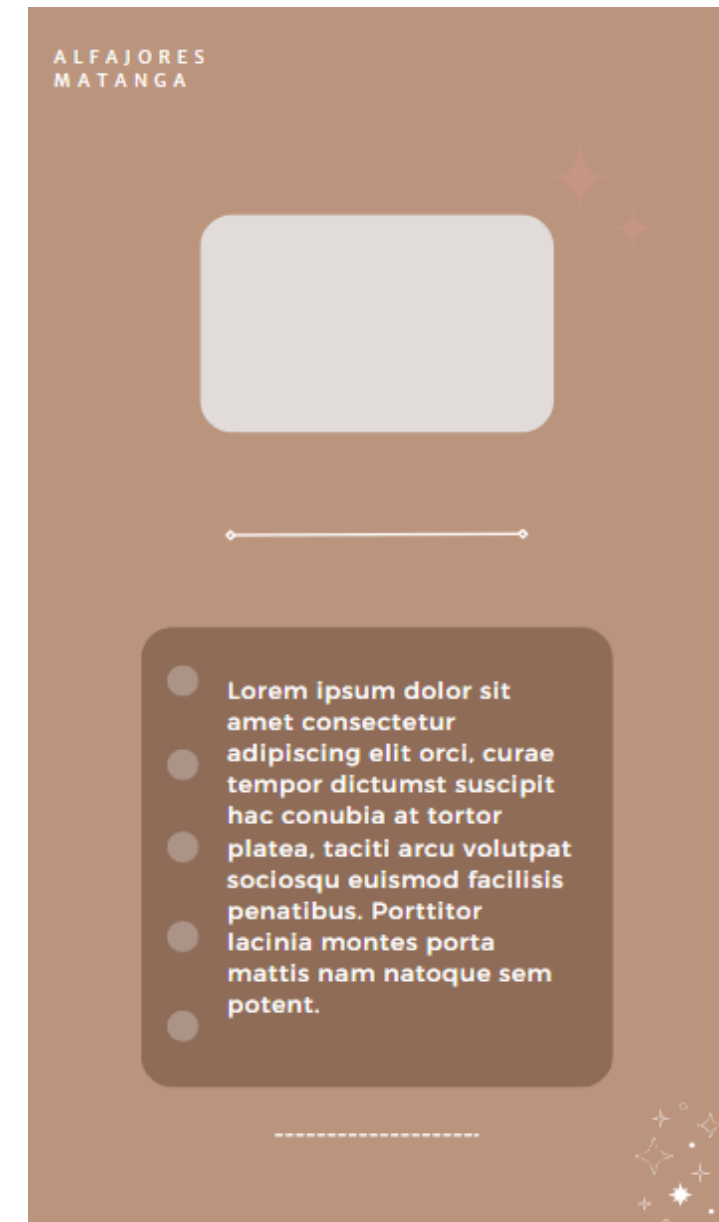 ALFAJORES
MATANGA
Lorem ipsum dolor sit
amet consectetur
adipiscing elit orci, curae
tempor dictumst suscipit
hac conubia at tortor
platea, taciti arcu volutpat
sociosqu euismod facilisis
penatibus. Porttitor
lacinia montes porta
mattis nam natoque sem
potent.